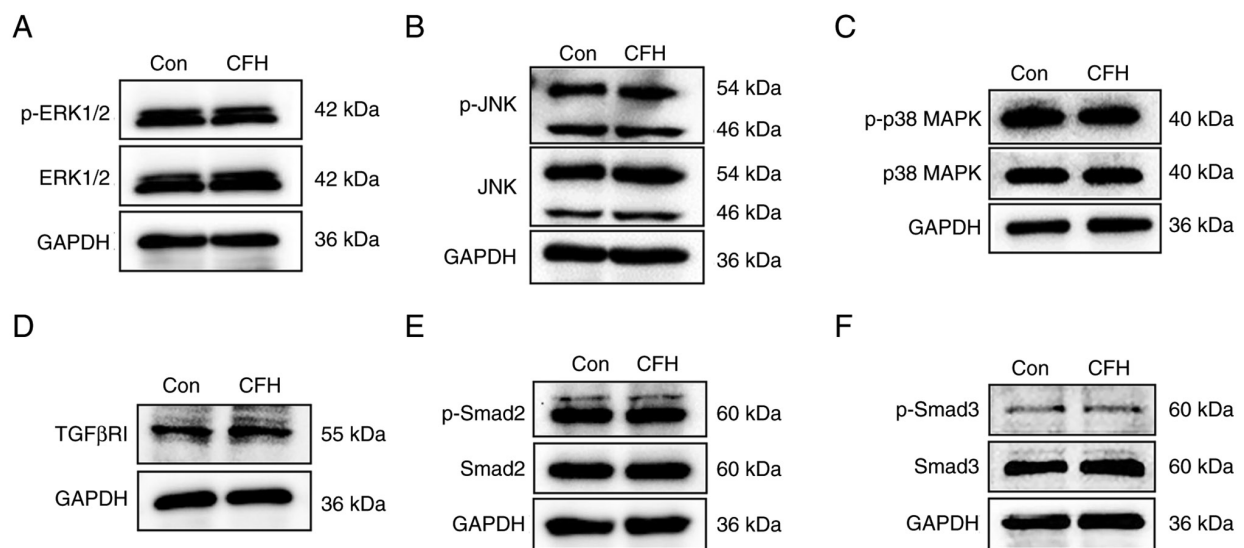 A
Con CFH
p-ERK1/2 42 kDa
ERK1/2 42 kDa
GAPDH 36 kDa
B
Con CFH
p-JNK 54 kDa
46 kDa
JNK 54 kDa
46 kDa
GAPDH 36 kDa
C
Con CFH
p-p38 MAPK 40 kDa
p38 MAPK 40 kDa
GAPDH 36 kDa
D
Con CFH
TGFβRI 55 kDa
GAPDH 36 kDa
E
Con CFH
p-Smad2 60 kDa
Smad2 60 kDa
GAPDH 36 kDa
F
Con CFH
p-Smad3 60 kDa
Smad3 60 kDa
GAPDH 36 kDa